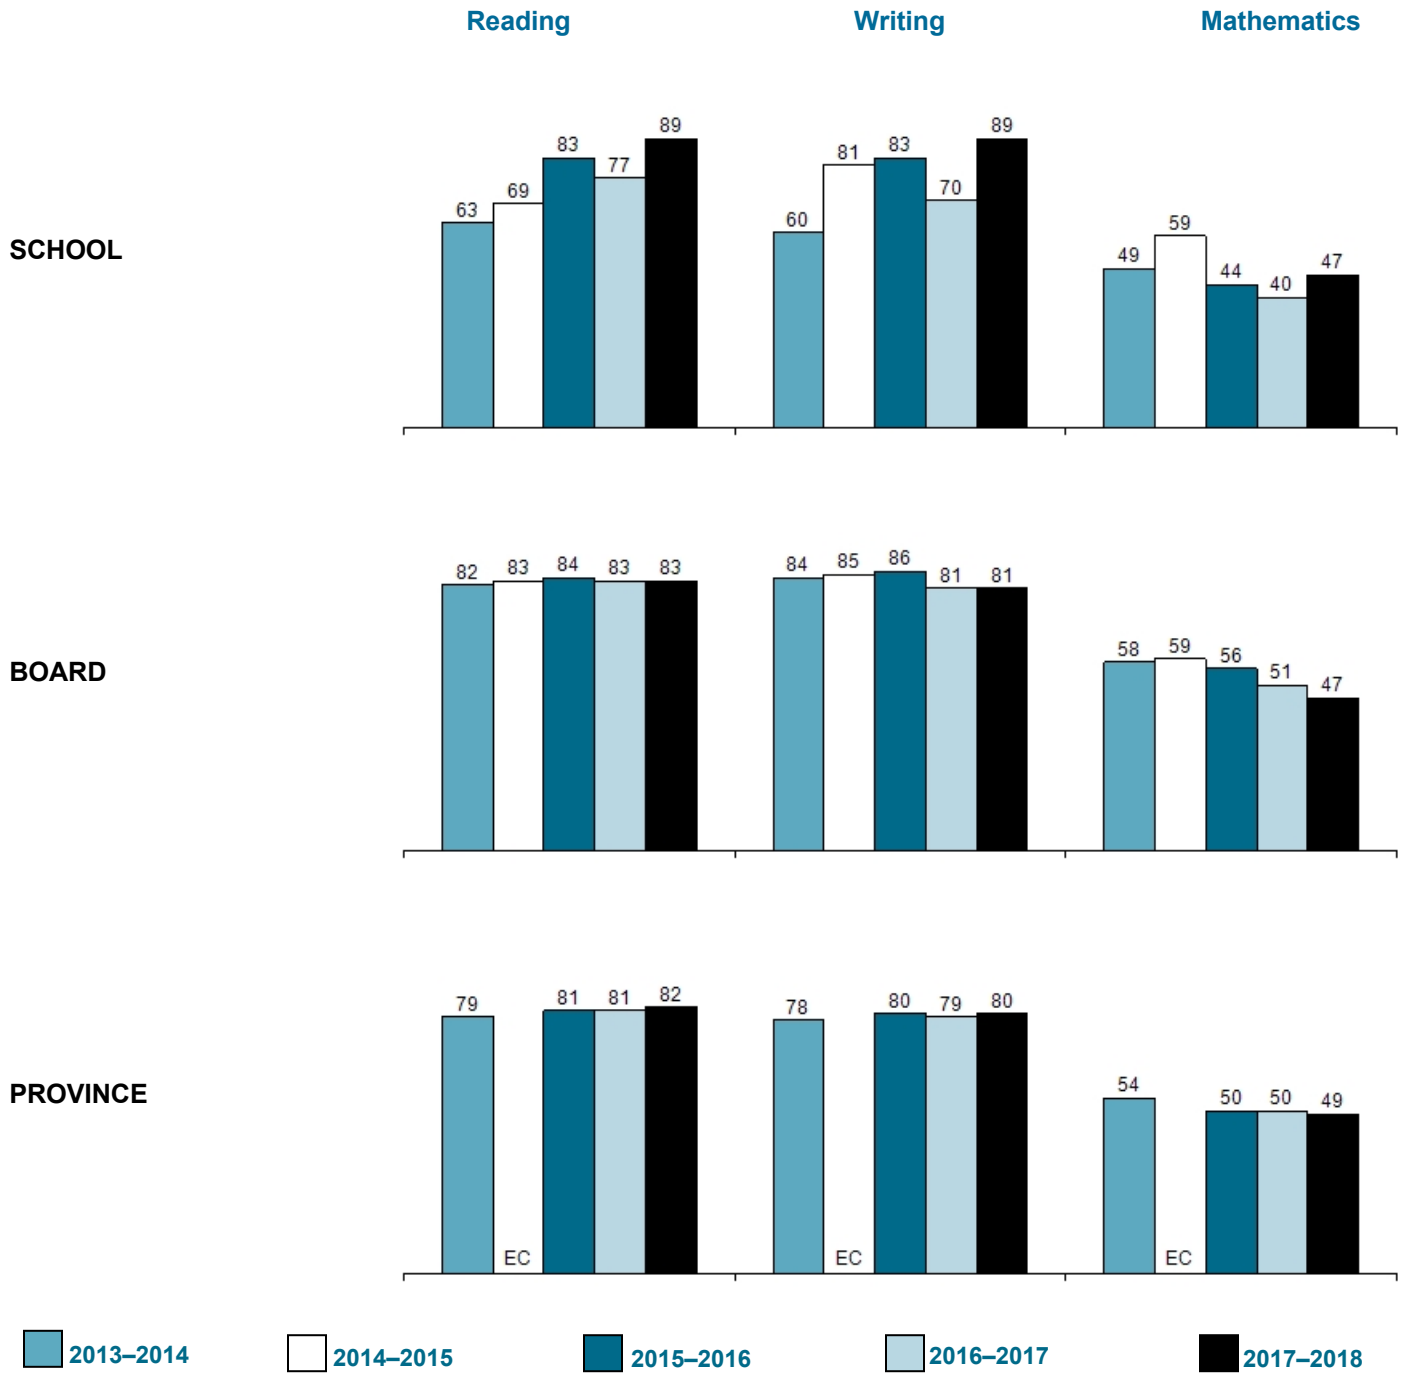 Reading Writing Mathematics
SCHOOL
63 69 83 77 89 60 81 83 70 89 49 59 44 40 47
BOARD
82 83 84 83 83 84 85 86 81 81 58 59 56 51 47
PROVINCE
79 EC 81 81 82 78 EC 80 79 80 54 EC 50 50 49
2013–2014 2014–2015 2015–2016 2016–2017 2017–2018